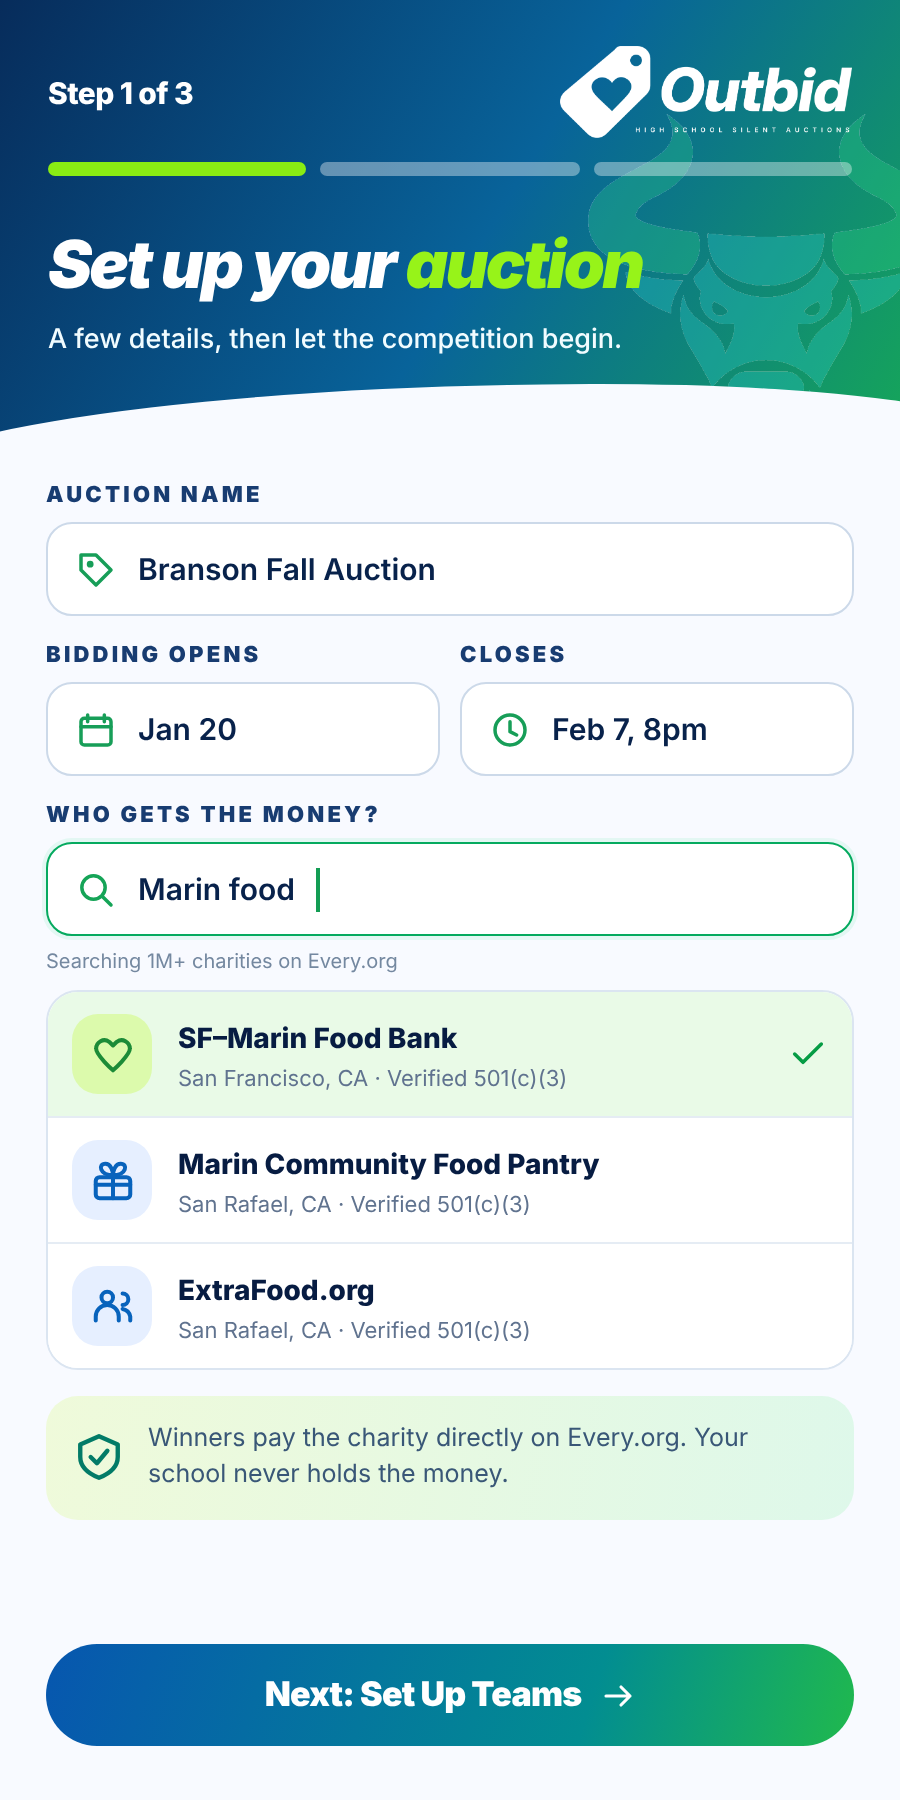 Step 1 of 3
Outbid
HIGH SCHOOL SILENT AUCTIONS
Set up your auction
A few details, then let the competition begin.
AUCTION NAME
Branson Fall Auction
BIDDING OPENS
CLOSES
Jan 20
Feb 7, 8pm
WHO GETS THE MONEY?
Marin food
Searching 1M+ charities on Every.org
SF–Marin Food Bank
San Francisco, CA · Verified 501(c)(3)
Marin Community Food Pantry
San Rafael, CA · Verified 501(c)(3)
ExtraFood.org
San Rafael, CA · Verified 501(c)(3)
Winners pay the charity directly on Every.org. Your
school never holds the money.
Next: Set Up Teams →